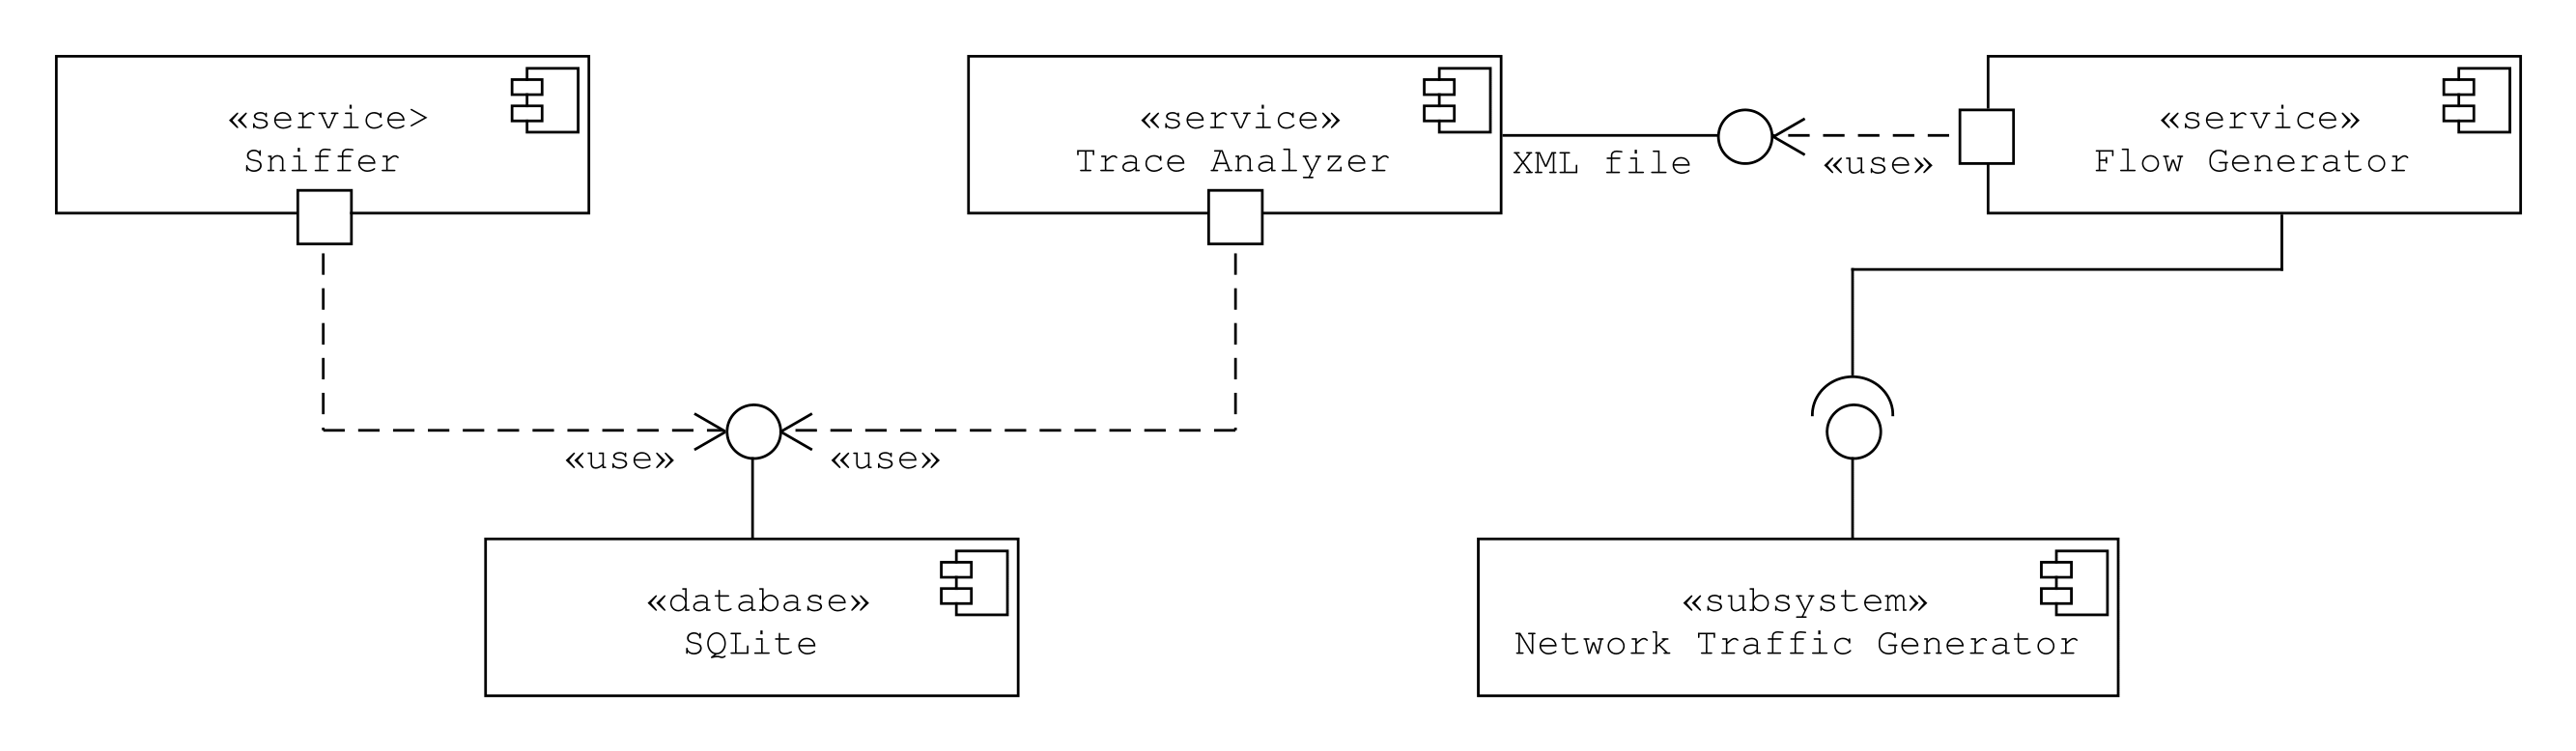 «service>
Sniffer
«service»
Trace Analyzer
XML file
«use»
«service»
Flow Generator
«use»
«use»
«database»
SQLite
«subsystem»
Network Traffic Generator